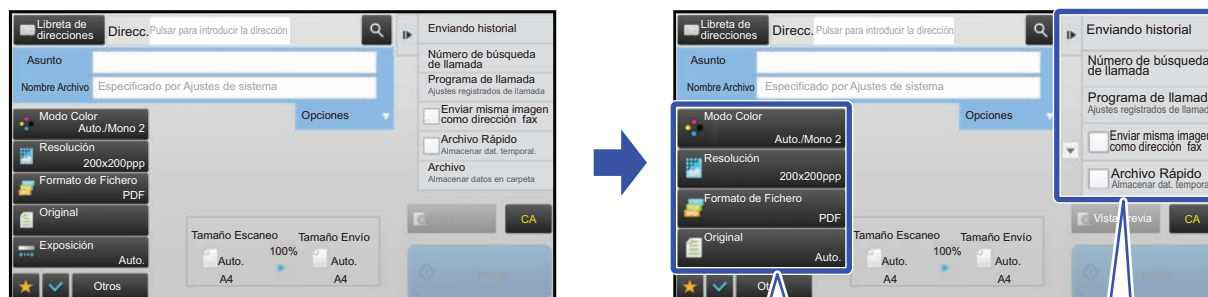 Libreta de
direcciones
Direcc.
Pulsar para introducir la dirección
Asunto
Nombre Archivo
Especificado por Ajustes de sistema
Opciones
Modo Color
Auto./Mono 2
Resolución
200x200ppp
Formato de Fichero
PDF
Original
Exposición
Auto.
Otros
Tamaño Escaneo
Tamaño Envío
100%
Auto.
Auto.
A4
A4
Enviando historial
Número de búsqueda
de llamada
Programa de llamada
Ajustes registrados de llamada
Enviar misma imagen
como dirección fax
Archivo Rápido
Almacenar dat. temporal.
Archivo
Almacenar datos en carpeta
CA
Iniciar
Libreta de
direcciones
Direcc.
Pulsar para introducir la dirección
Asunto
Nombre Archivo
Especificado por Ajustes de sistema
Opciones
Modo Color
Auto./Mono 2
Resolución
200x200ppp
Formato de Fichero
PDF
Original
Auto.
Tamaño Escaneo
Tamaño Envío
100%
Auto.
Auto.
A4
A4
Enviando historial
Número de búsqueda
de llamada
Programa de llamad
Ajustes registrados de llamad
Enviar misma imagen
como dirección fax
Archivo Rápido
Almacenar dat. tempora
CA
Iniciar